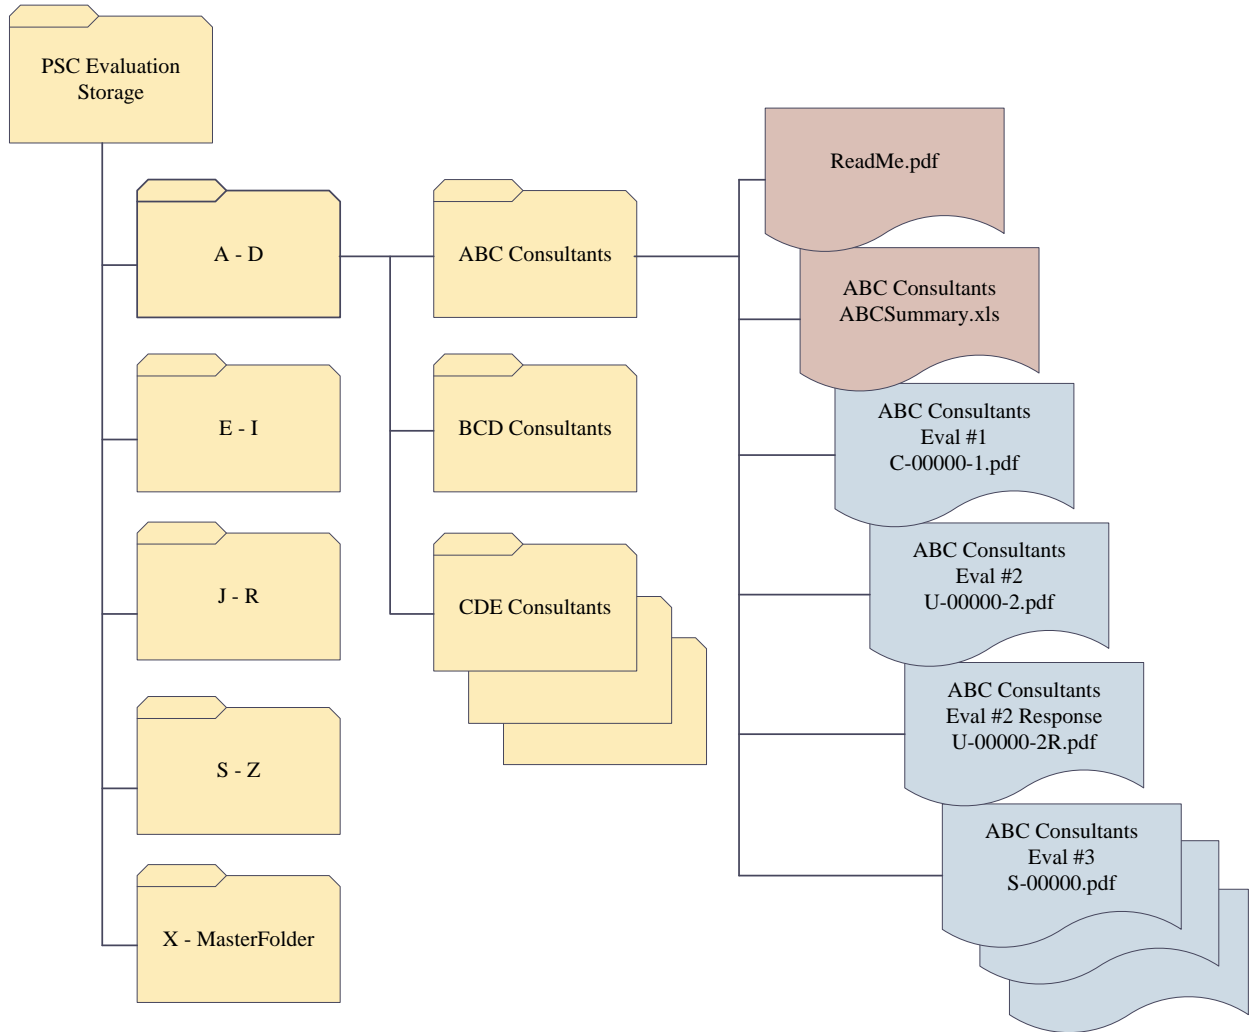 PSC Evaluation
Storage
A - D
E - I
J - R
S - Z
X - MasterFolder
ABC Consultants
BCD Consultants
CDE Consultants
ReadMe.pdf
ABC Consultants
ABCSummary.xls
ABC Consultants
Eval #1
C-00000-1.pdf
ABC Consultants
Eval #2
U-00000-2.pdf
ABC Consultants
Eval #2 Response
U-00000-2R.pdf
ABC Consultants
Eval #3
S-00000.pdf